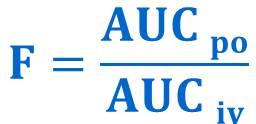 F = AUC po / AUC iv